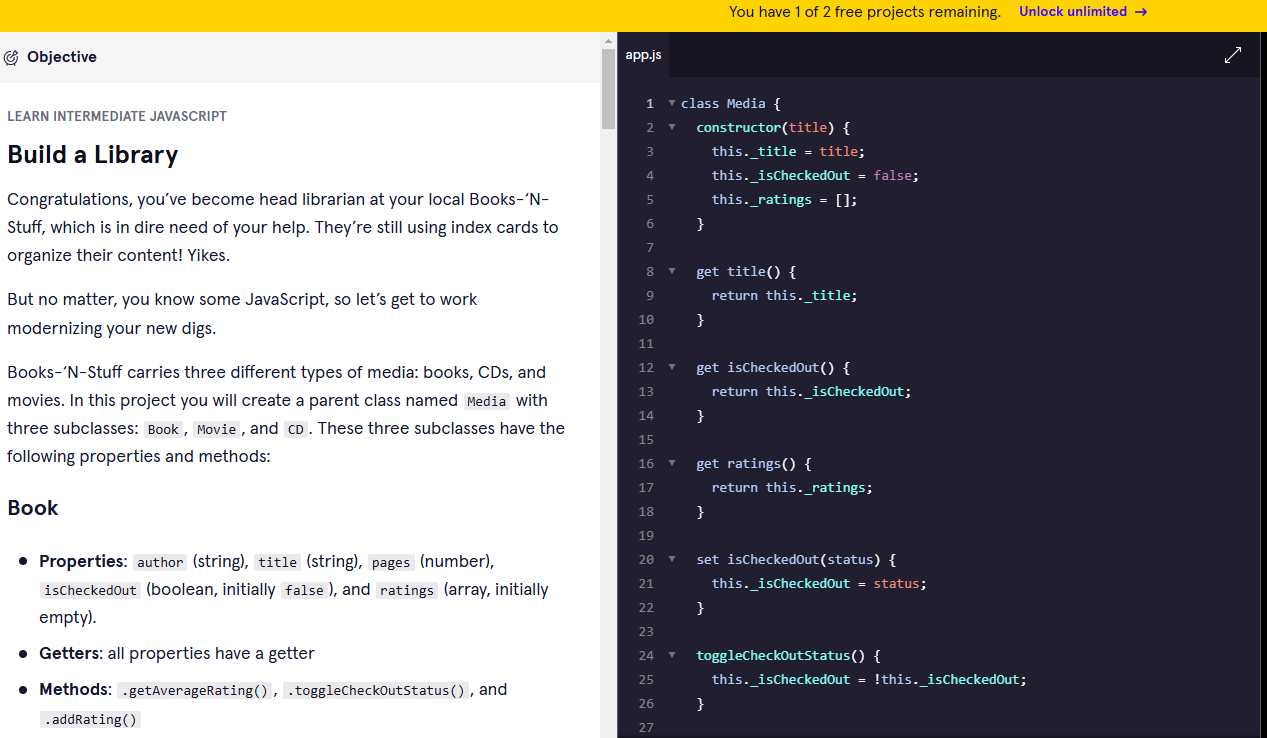 You have 1 of 2 free projects remaining. Unlock unlimited →
Objective
LEARN INTERMEDIATE JAVASCRIPT
Build a Library
Congratulations, you’ve become head librarian at your local Books-‘N-
Stuff, which is in dire need of your help. They’re still using index cards to
organize their content! Yikes.
But no matter, you know some JavaScript, so let’s get to work
modernizing your new digs.
Books-‘N-Stuff carries three different types of media: books, CDs, and
movies. In this project you will create a parent class named Media with
three subclasses: Book, Movie, and CD. These three subclasses have the
following properties and methods:
Book
• Properties: author (string), title (string), pages (number),
isCheckedOut (boolean, initially false), and ratings (array, initially
empty).
• Getters: all properties have a getter
• Methods: .getAverageRating(), .toggleCheckOutStatus(), and
.addRating()
app.js
1 class Media {
2 constructor(title) {
3 this._title = title;
4 this._isCheckedOut = false;
5 this._ratings = [];
6 }
7
8 get title() {
9 return this._title;
10 }
11
12 get isCheckedOut() {
13 return this._isCheckedOut;
14 }
15
16 get ratings() {
17 return this._ratings;
18 }
19
20 set isCheckedOut(status) {
21 this._isCheckedOut = status;
22 }
23
24 toggleCheckOutStatus() {
25 this._isCheckedOut = !this._isCheckedOut;
26 }
27